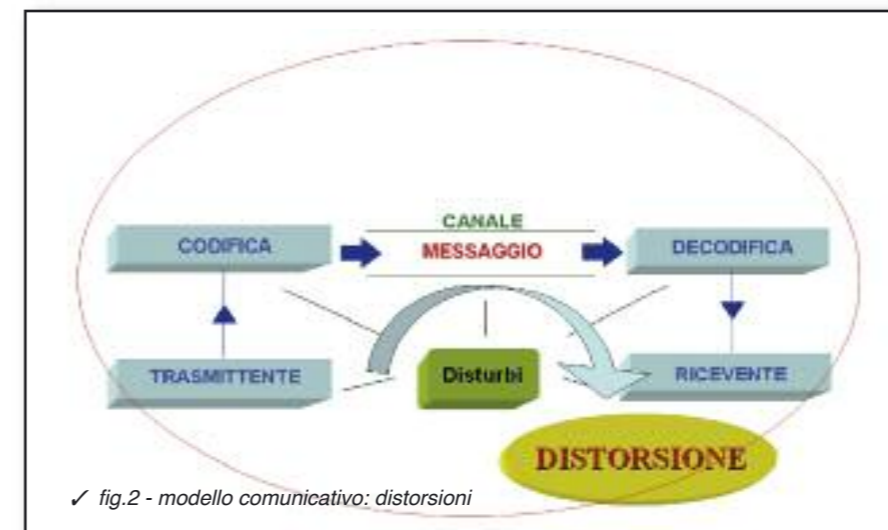 CANALE
CODIFICA
MESSAGGIO
DECODIFICA
TRASMITTENTE
Disturbi
RICEVENTE
DISTORSIONE
✓ fig.2 - modello comunicativo: distorsioni